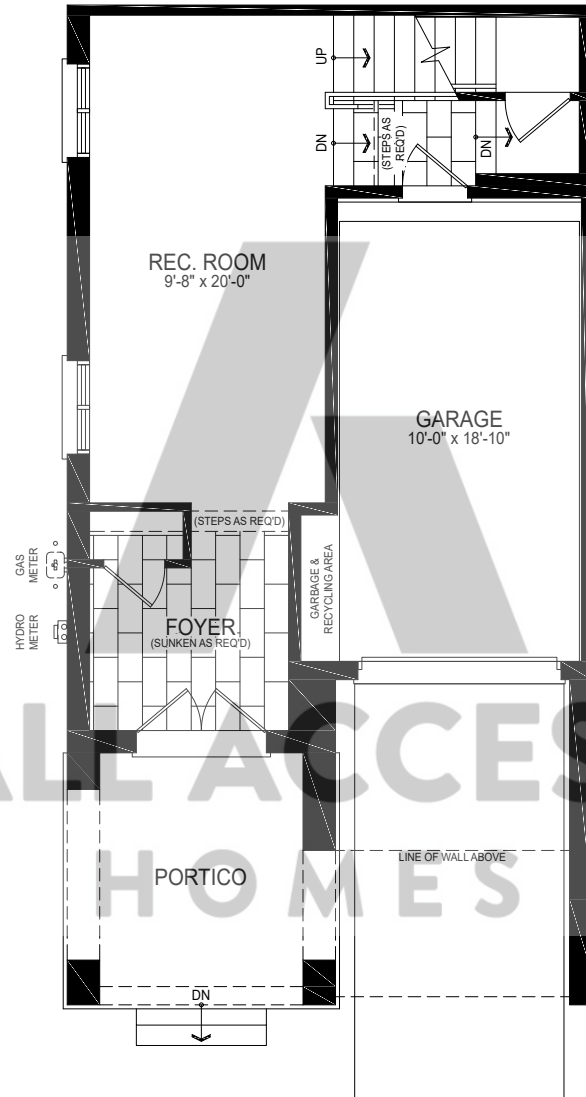 UP
DN
(STEPS AS
REQ'D)
DN
REC. ROOM
9'-8" x 20'-0"
GARAGE
10'-0" x 18'-10"
(STEPS AS REQ'D)
GAS
METER
HYDRO
METER
GARBAGE &
RECYCLING AREA
FOYER
(SUNKEN AS REQ'D)
ALL ACCES
HOMES
LINE OF WALL ABOVE
PORTICO
DN